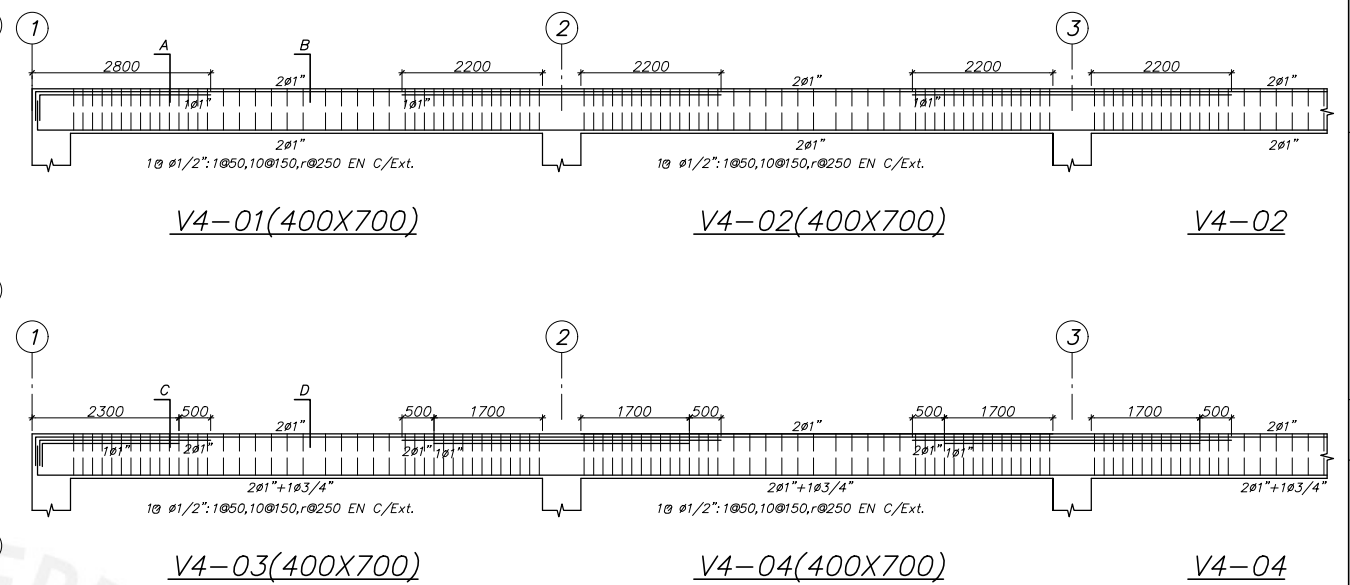 1 2 3
A B
2800 2200 2200 2200 2200
2ø1" 2ø1" 2ø1"
1ø1" 1ø1" 1ø1"
2ø1" 2ø1" 2ø1"
ø1/2":1@50,10@150,r@250 EN C/Ext. ø1/2":1@50,10@150,r@250 EN C/Ext.
V4-01(400X700) V4-02(400X700) V4-02
1 2 3
C D
2300 500 500 1700 1700 500 500 1700 1700 500
2ø1" 2ø1" 2ø1"
1ø1" 2ø1" 2ø1" 1ø1" 2ø1" 1ø1"
2ø1"+1ø3/4" 2ø1"+1ø3/4" 2ø1"+1ø3/4"
ø1/2":1@50,10@150,r@250 EN C/Ext. ø1/2":1@50,10@150,r@250 EN C/Ext.
V4-03(400X700) V4-04(400X700) V4-04